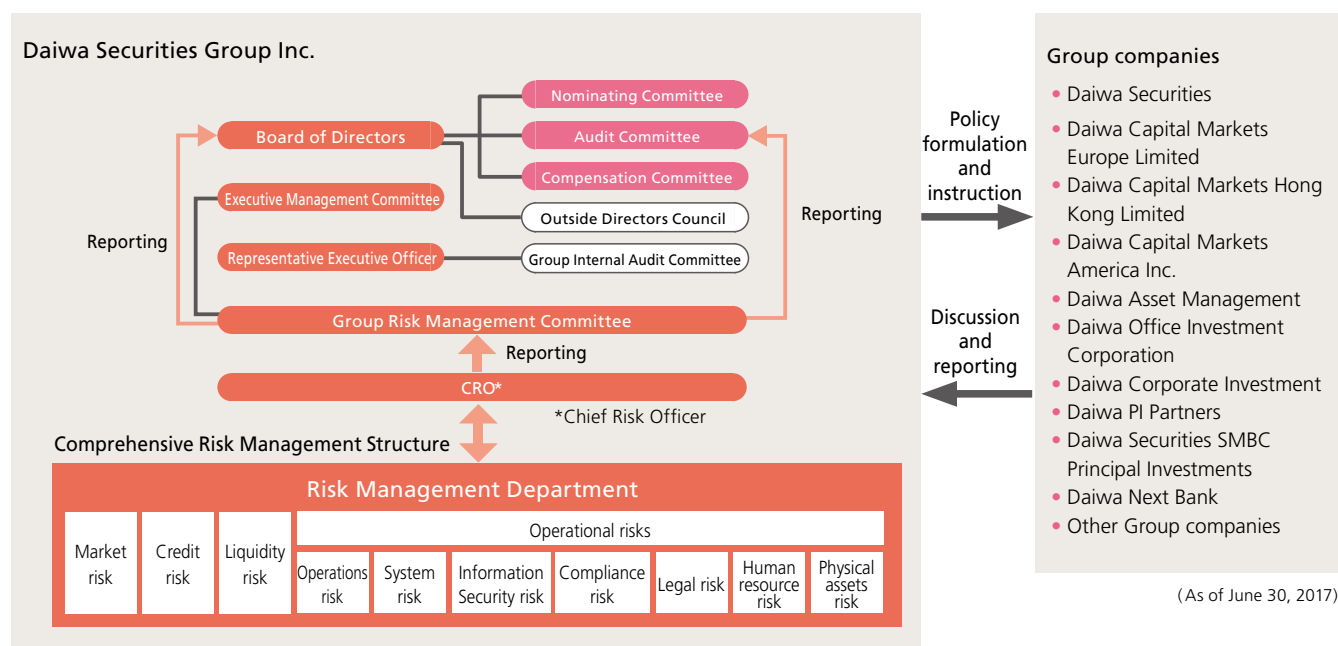 Daiwa Securities Group Inc.
Nominating Committee
Board of Directors
Audit Committee
Compensation Committee
Executive Management Committee
Outside Directors Council
Reporting
Reporting
Representative Executive Officer
Group Internal Audit Committee
Group Risk Management Committee
Reporting
CRO*
*Chief Risk Officer
Comprehensive Risk Management Structure
Risk Management Department
Market
risk
Credit
risk
Liquidity
risk
Operational risks
Operations
risk
System
risk
Information
Security risk
Compliance
risk
Legal risk
Human
resource
risk
Physical
assets
risk
Policy
formulation
and
instruction
Discussion
and
reporting
Group companies
• Daiwa Securities
• Daiwa Capital Markets
Europe Limited
• Daiwa Capital Markets Hong
Kong Limited
• Daiwa Capital Markets
America Inc.
• Daiwa Asset Management
• Daiwa Office Investment
Corporation
• Daiwa Corporate Investment
• Daiwa PI Partners
• Daiwa Securities SMBC
Principal Investments
• Daiwa Next Bank
• Other Group companies
(As of June 30, 2017)